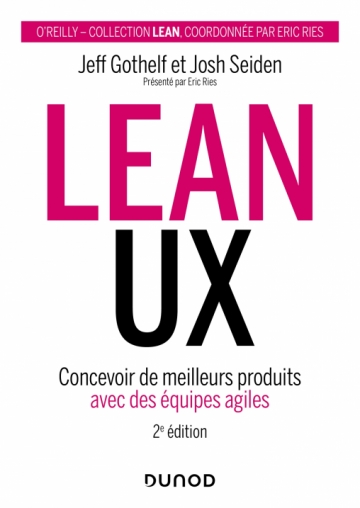 O'REILLY – COLLECTION LEAN, COORDONNÉE PAR ERIC RIES
Jeff Gothelf et Josh Seiden
Présenté par Eric Ries
LEAN
UX
Concevoir de meilleurs produits
avec des équipes agiles
2e édition
DUNOD